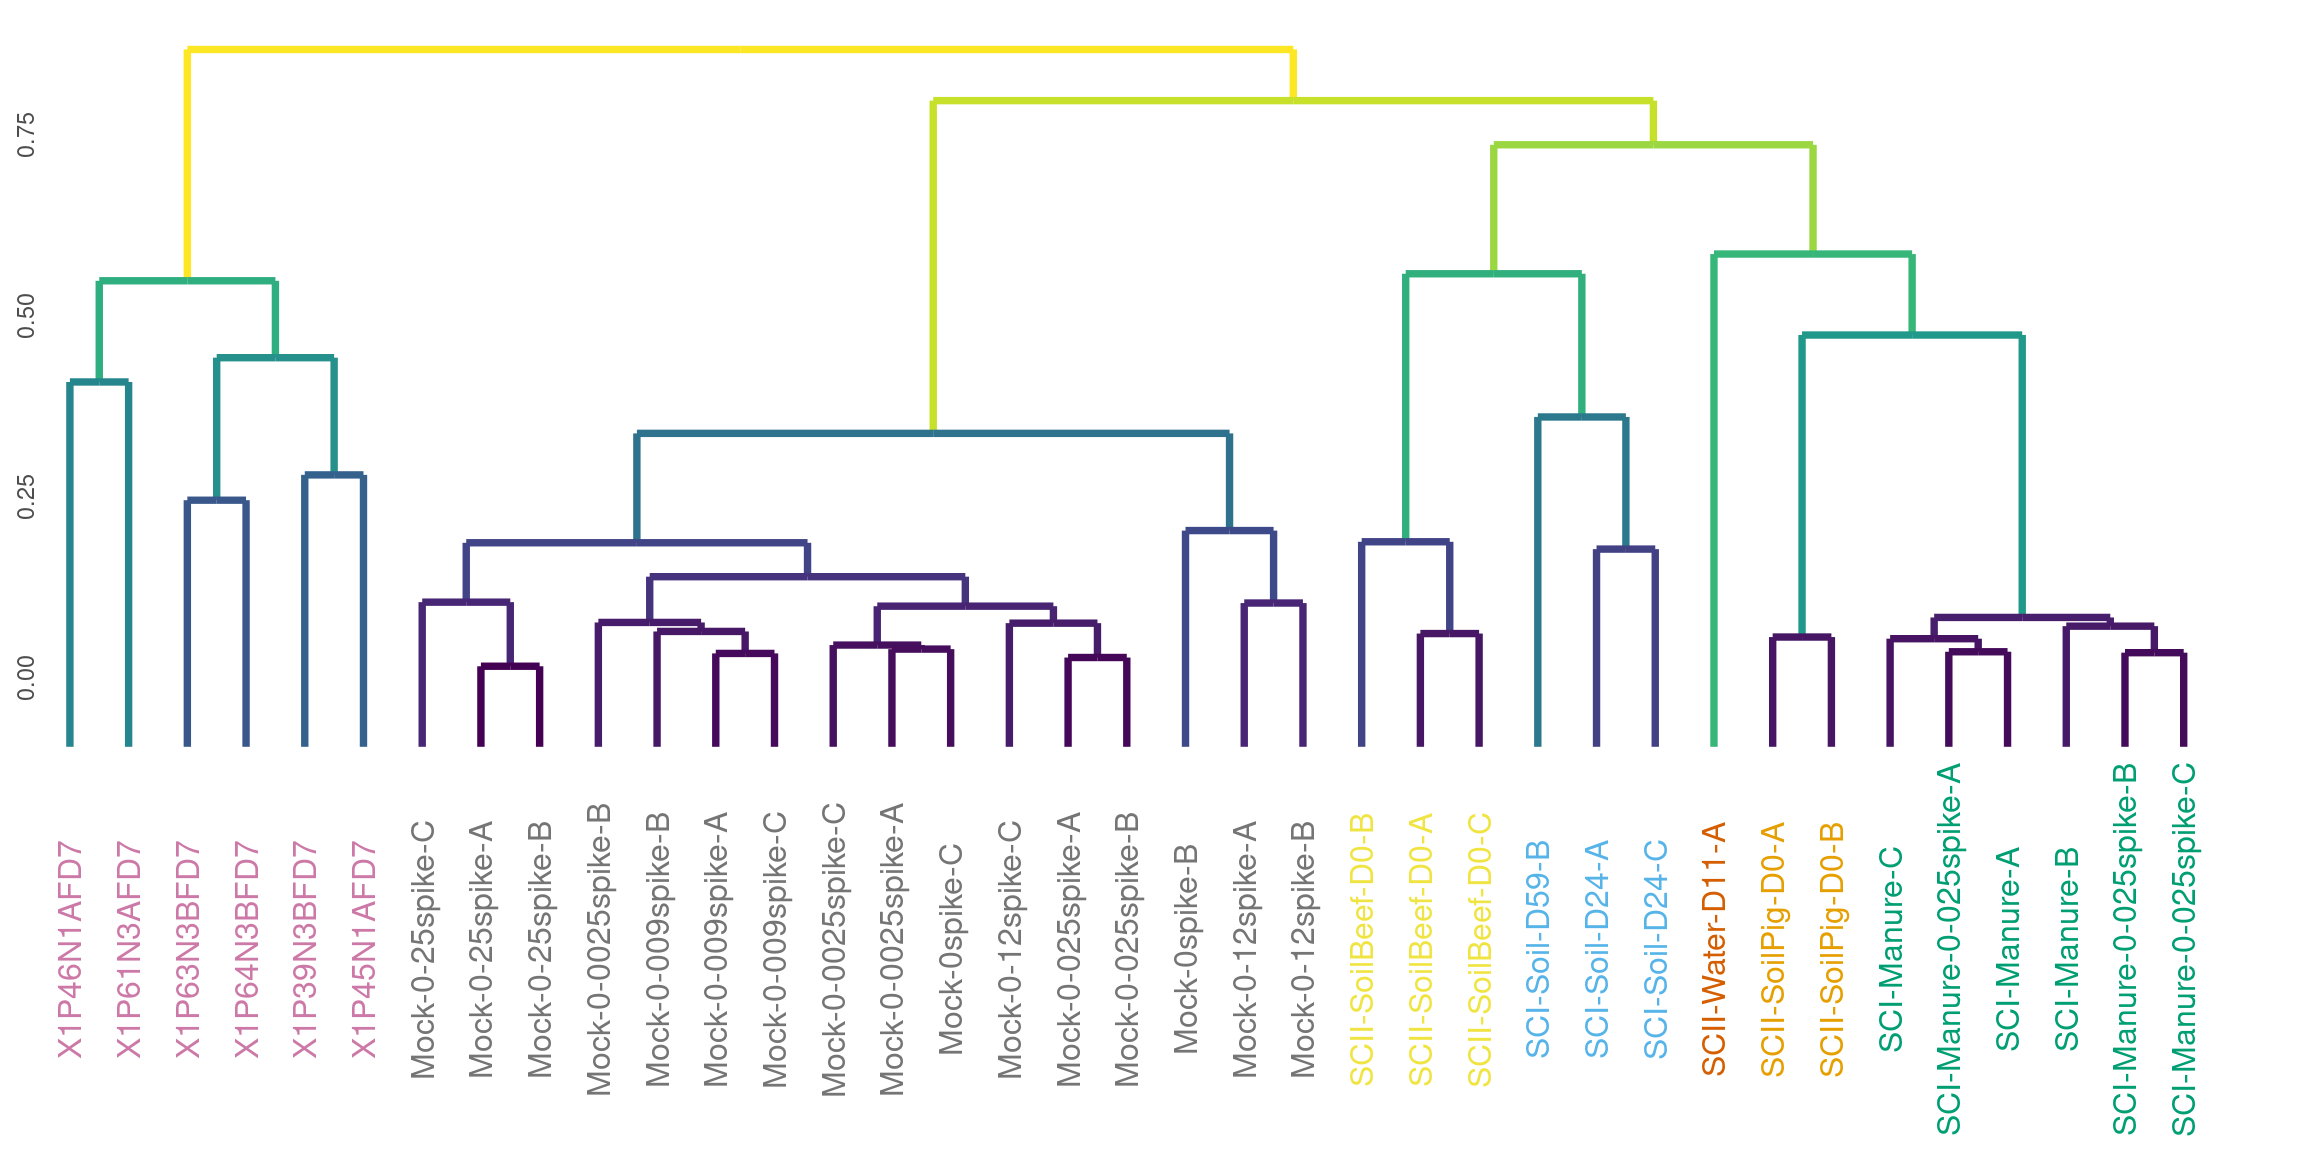 0.75
0.50
0.25
0.00
X1P46N1AFD7
X1P61N3AFD7
X1P63N3BFD7
X1P64N3BFD7
X1P39N3BFD7
X1P45N1AFD7
Mock-0-25spike-C
Mock-0-25spike-A
Mock-0-25spike-B
Mock-0-0025spike-B
Mock-0-009spike-B
Mock-0-009spike-A
Mock-0-009spike-C
Mock-0-0025spike-C
Mock-0-0025spike-A
Mock-0spike-C
Mock-0-12spike-C
Mock-0-025spike-A
Mock-0-025spike-B
Mock-0spike-B
Mock-0-12spike-A
Mock-0-12spike-B
SCII-SoilBeef-D0-B
SCII-SoilBeef-D0-A
SCII-SoilBeef-D0-C
SCI-Soil-D59-B
SCI-Soil-D24-A
SCI-Soil-D24-C
SCII-Water-D11-A
SCII-SoilPig-D0-A
SCII-SoilPig-D0-B
SCI-Manure-C
SCI-Manure-0-025spike-A
SCI-Manure-A
SCI-Manure-B
SCI-Manure-0-025spike-B
SCI-Manure-0-025spike-C